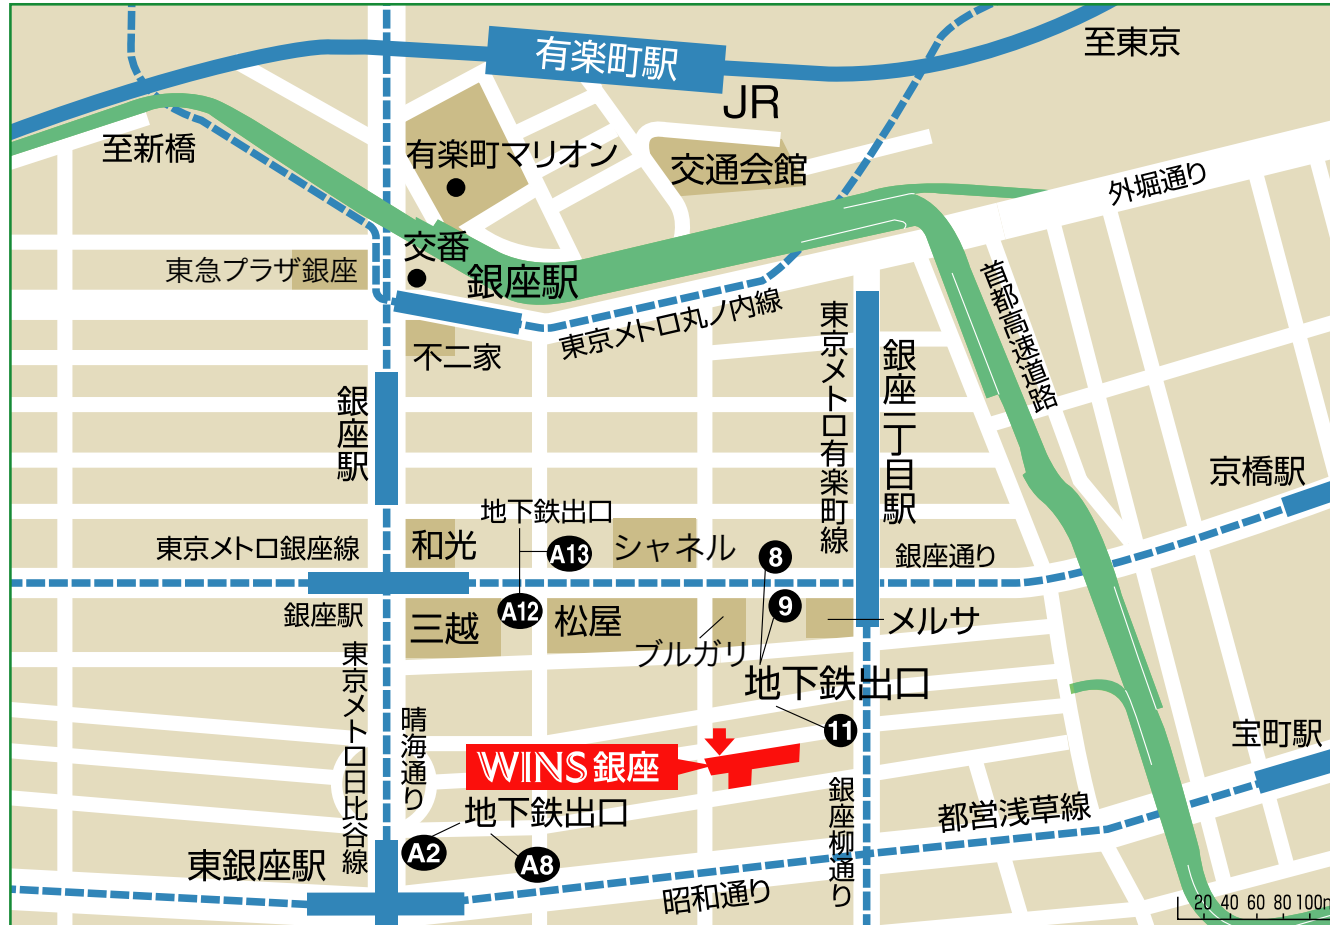 有楽町駅
至東京
JR
至新橋
有楽町マリオン
交通会館
外堀通り
交番
東急プラザ銀座
銀座駅
首都高速道路
東京メトロ丸ノ内線
不二家
東京メトロ有楽町線
銀座一丁目駅
銀座駅
京橋駅
地下鉄出口
東京メトロ銀座線
和光
A13
シャネル
8
銀座通り
銀座駅
三越
A12
松屋
9
メルサ
ブルガリ
東京メトロ日比谷線
地下鉄出口
晴海通り
11
宝町駅
WINS銀座
銀座柳通り
地下鉄出口
都営浅草線
A2
A8
東銀座駅
昭和通り
20 40 60 80 100m